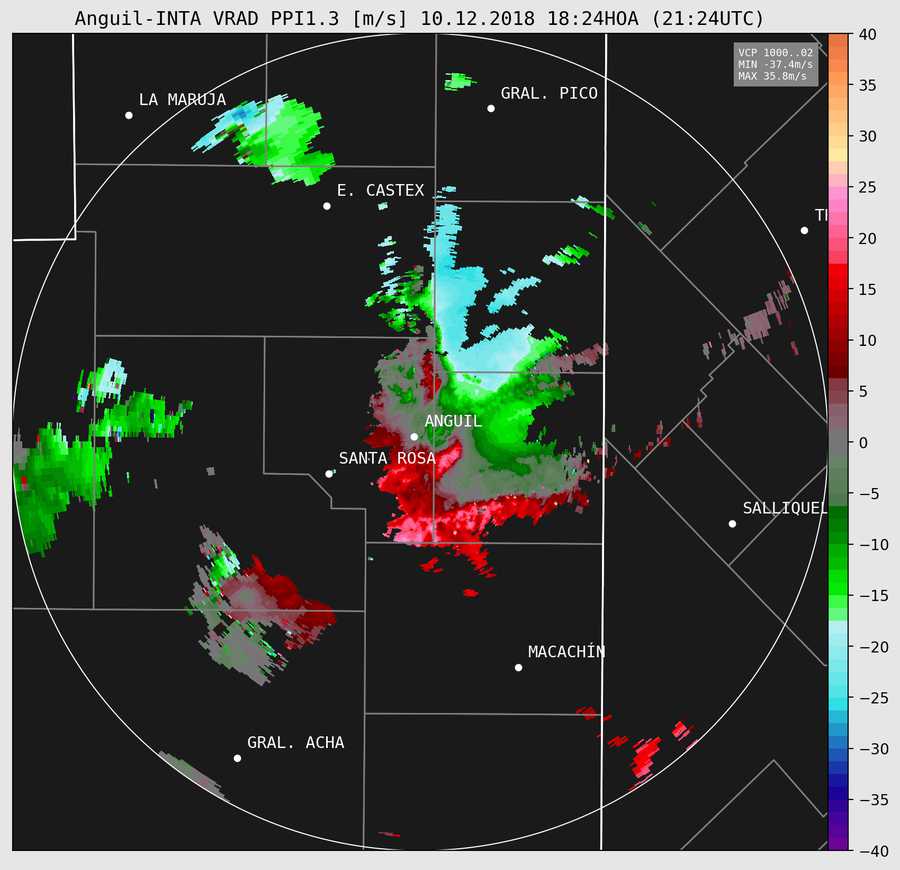 Anguil-INTA VRAD PPI1.3 [m/s] 10.12.2018 18:24HOA (21:24UTC)
VCP 1000..02
MIN -37.4m/s
MAX 35.8m/s
LA MARUJA
GRAL. PICO
E. CASTEX
ANGUIL
SANTA ROSA
SALLIQUEL
MACACHÍN
GRAL. ACHA
40
35
30
25
20
15
10
5
0
−5
−10
−15
−20
−25
−30
−35
−40